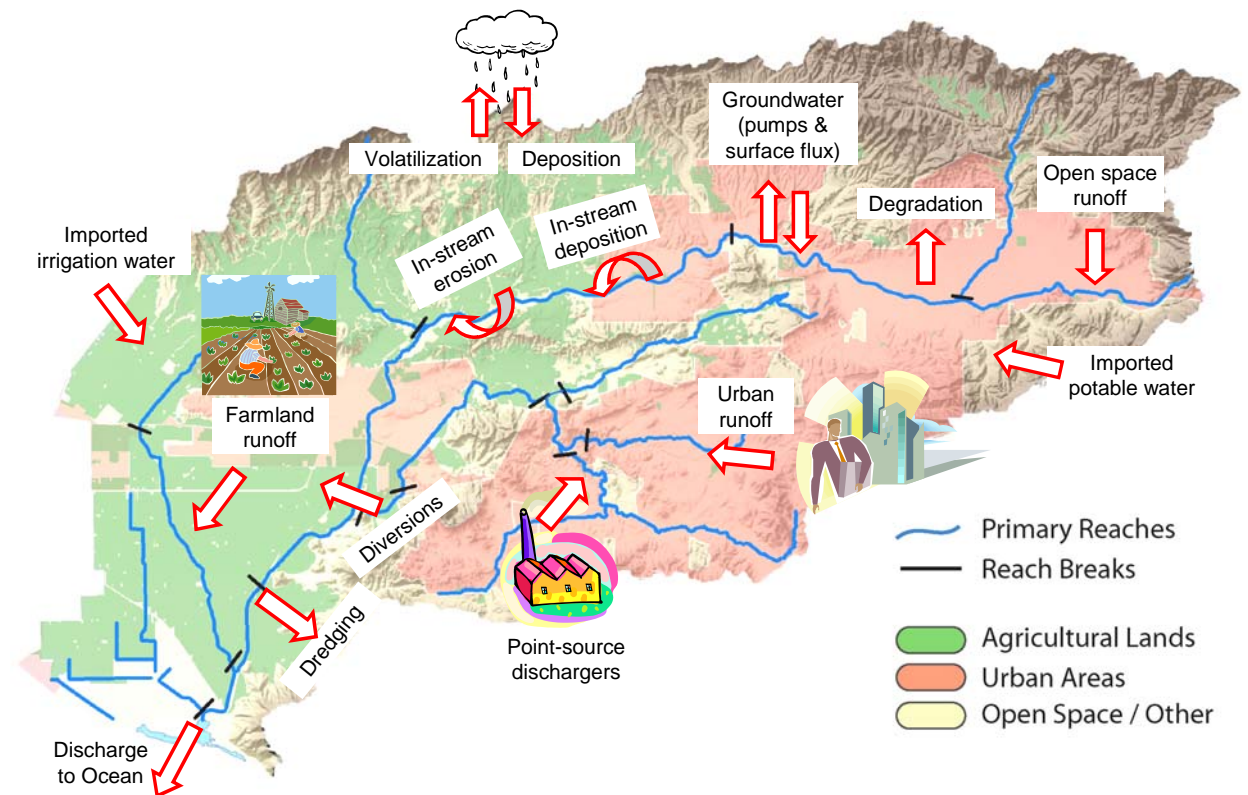 Volatilization
Deposition
Groundwater
(pumps &
surface flux)
Open space
runoff
Degradation
Imported
irrigation water
In-stream
erosion
In-stream
deposition
Imported
potable water
Farmland
runoff
Urban
runoff
Diversions
Dredging
Point-source
dischargers
Discharge
to Ocean
Primary Reaches
Reach Breaks
Agricultural Lands
Urban Areas
Open Space / Other